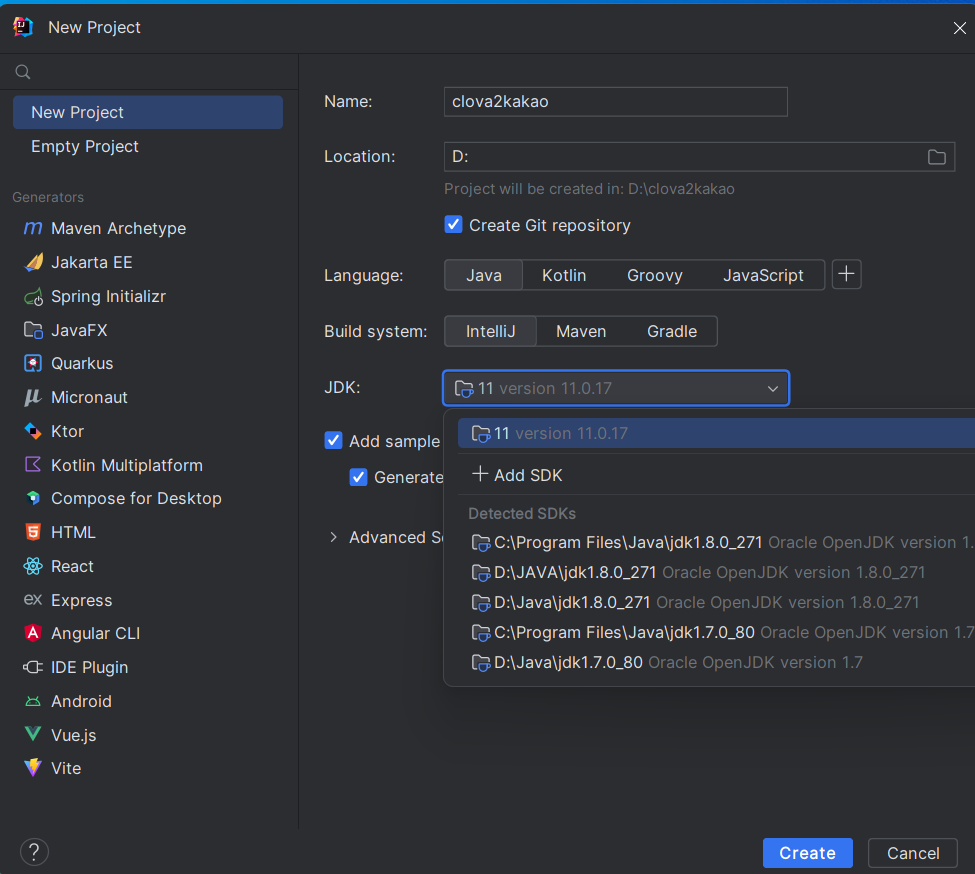 New Project
New Project
Empty Project
Generators
Maven Archetype
Jakarta EE
Spring Initializr
JavaFX
Quarkus
Micronaut
Ktor
Kotlin Multiplatform
Compose for Desktop
HTML
React
Express
Angular CLI
IDE Plugin
Android
Vue.js
Vite
Name: clova2kakao
Location: D:
Project will be created in: D:\clova2kakao
Create Git repository
Language: Java Kotlin Groovy JavaScript
Build system: IntelliJ Maven Gradle
JDK: 11 version 11.0.17
11 version 11.0.17
Add sample
Add SDK
Generate
Detected SDKs
Advanced Se
C:\Program Files\Java\jdk1.8.0_271 Oracle OpenJDK version 1.
D:\JAVA\jdk1.8.0_271 Oracle OpenJDK version 1.8.0_271
D:\Java\jdk1.8.0_271 Oracle OpenJDK version 1.8.0_271
C:\Program Files\Java\jdk1.7.0_80 Oracle OpenJDK version 1.7
D:\Java\jdk1.7.0_80 Oracle OpenJDK version 1.7
? Create Cancel